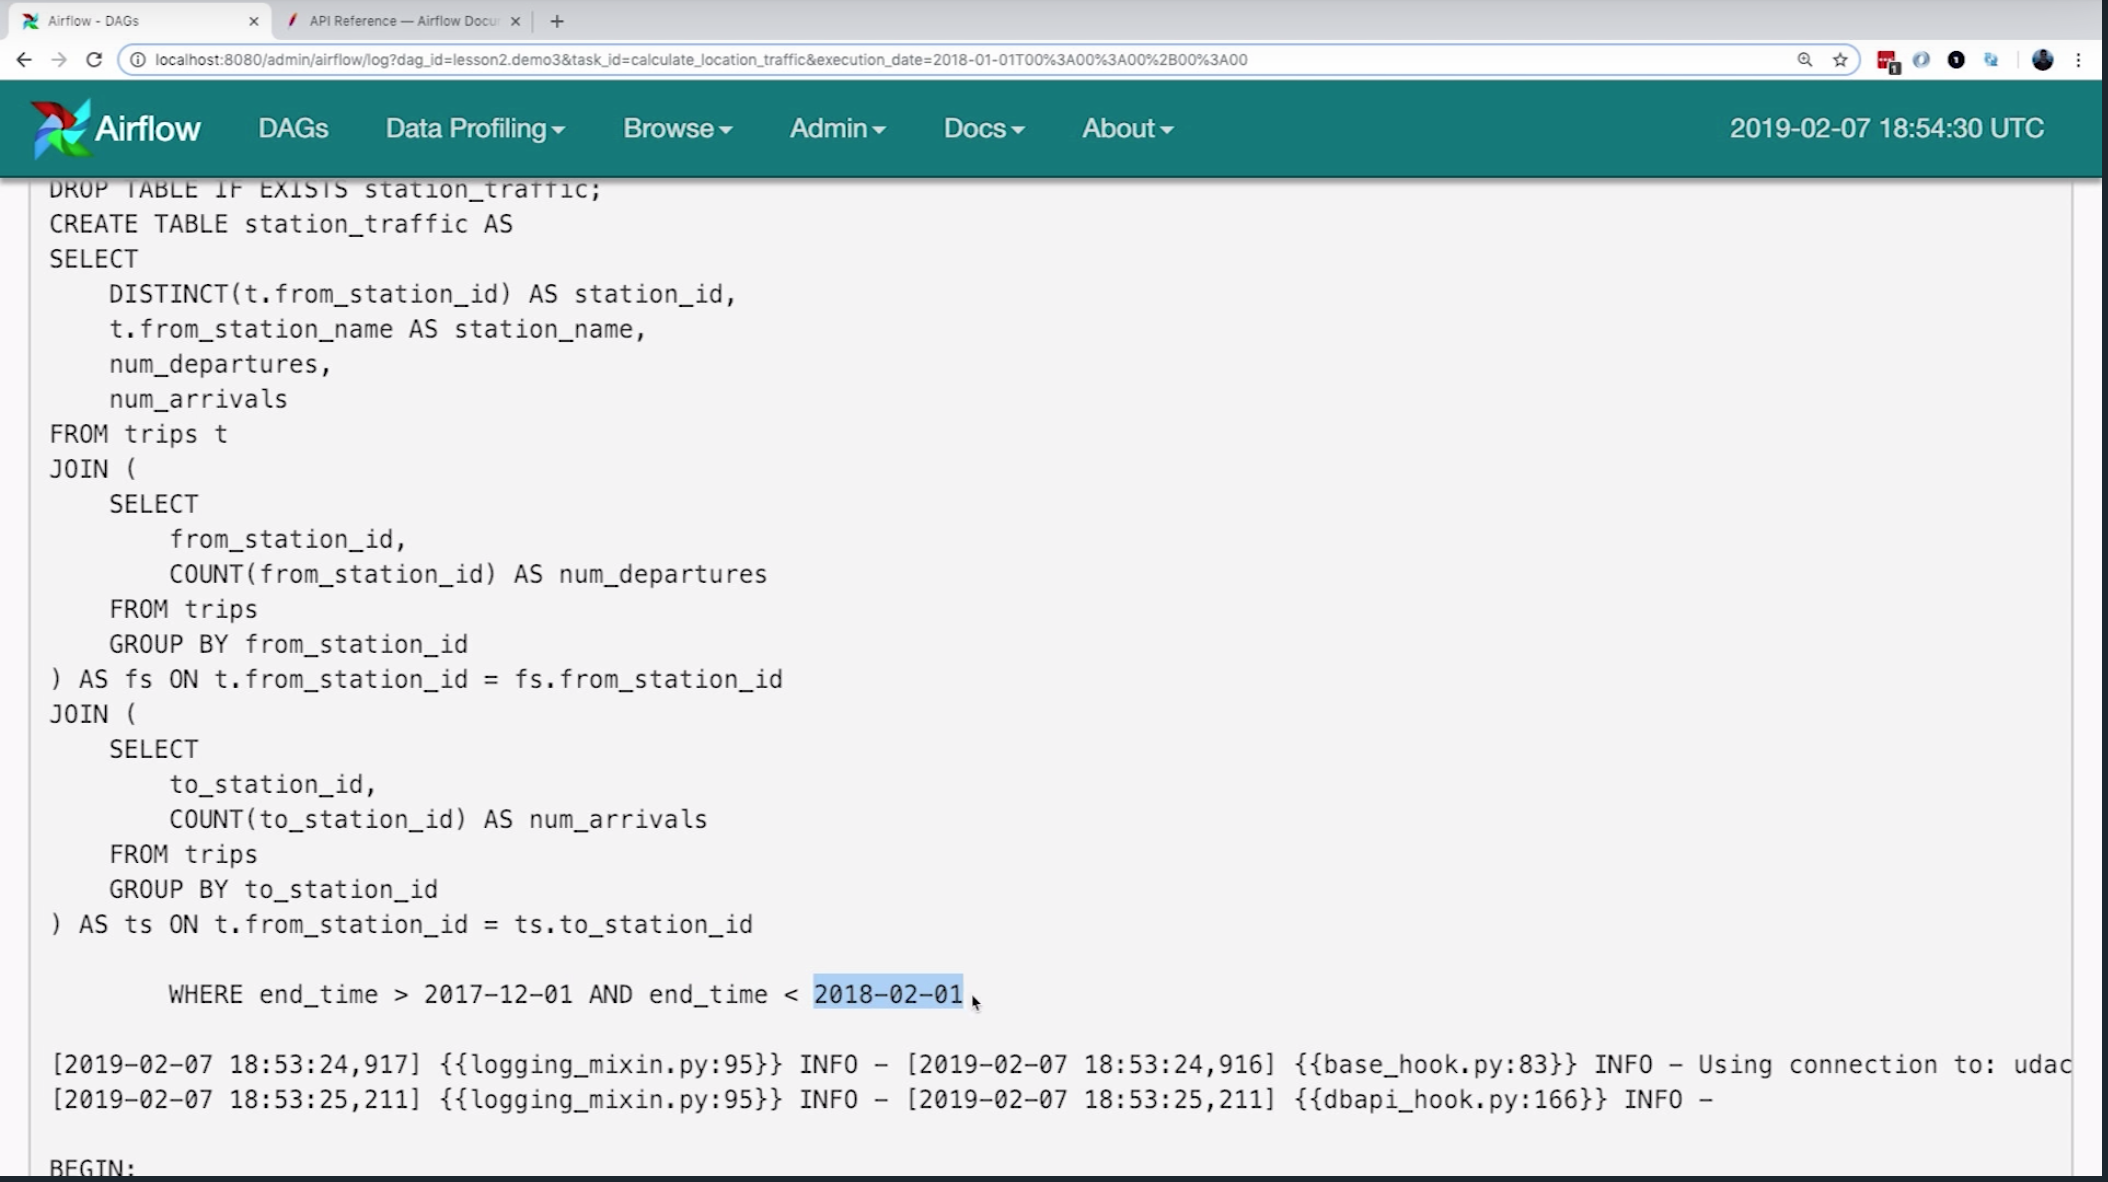 Airflow - DAGs
API Reference — Airflow Docu
localhost:8080/admin/airflow/log?dag_id=lesson2.demo3&task_id=calculate_location_traffic&execution_date=2018-01-01T00%3A00%3A00%2B00%3A00
Airflow DAGs Data Profiling Browse Admin Docs About 2019-02-07 18:54:30 UTC
DROP TABLE IF EXISTS station_traffic;
CREATE TABLE station_traffic AS
SELECT
DISTINCT(t.from_station_id) AS station_id,
t.from_station_name AS station_name,
num_departures,
num_arrivals
FROM trips t
JOIN (
SELECT
from_station_id,
COUNT(from_station_id) AS num_departures
FROM trips
GROUP BY from_station_id
) AS fs ON t.from_station_id = fs.from_station_id
JOIN (
SELECT
to_station_id,
COUNT(to_station_id) AS num_arrivals
FROM trips
GROUP BY to_station_id
) AS ts ON t.from_station_id = ts.to_station_id
WHERE end_time > 2017-12-01 AND end_time < 2018-02-01
[2019-02-07 18:53:24,917] {{logging_mixin.py:95}} INFO - [2019-02-07 18:53:24,916] {{base_hook.py:83}} INFO - Using connection to: udac
[2019-02-07 18:53:25,211] {{logging_mixin.py:95}} INFO - [2019-02-07 18:53:25,211] {{dbapi_hook.py:166}} INFO -
BEGIN;